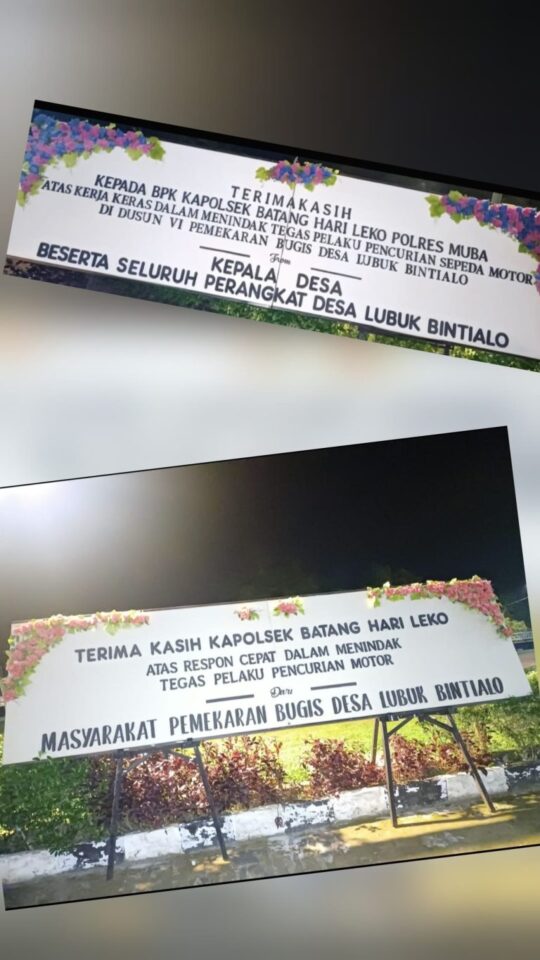 TERIMAKASIH
KEPADA BPK KAPOLSEK BATANG HARI LEKO POLRES MUBA
ATAS KERJA KERAS DALAM MENINDAK TEGAS PELAKU PENCURIAN SEPEDA MOTOR
DI DUSUN VI PEMEKARAN BUGIS DESA LUBUK BINTIALO
From
KEPALA DESA
BESERTA SELURUH PERANGKAT DESA LUBUK BINTIALO
TERIMA KASIH KAPOLSEK BATANG HARI LEKO
ATAS RESPON CEPAT DALAM MENINDAK
TEGAS PELAKU PENCURIAN MOTOR
Dari
MASYARAKAT PEMEKARAN BUGIS DESA LUBUK BINTIALO